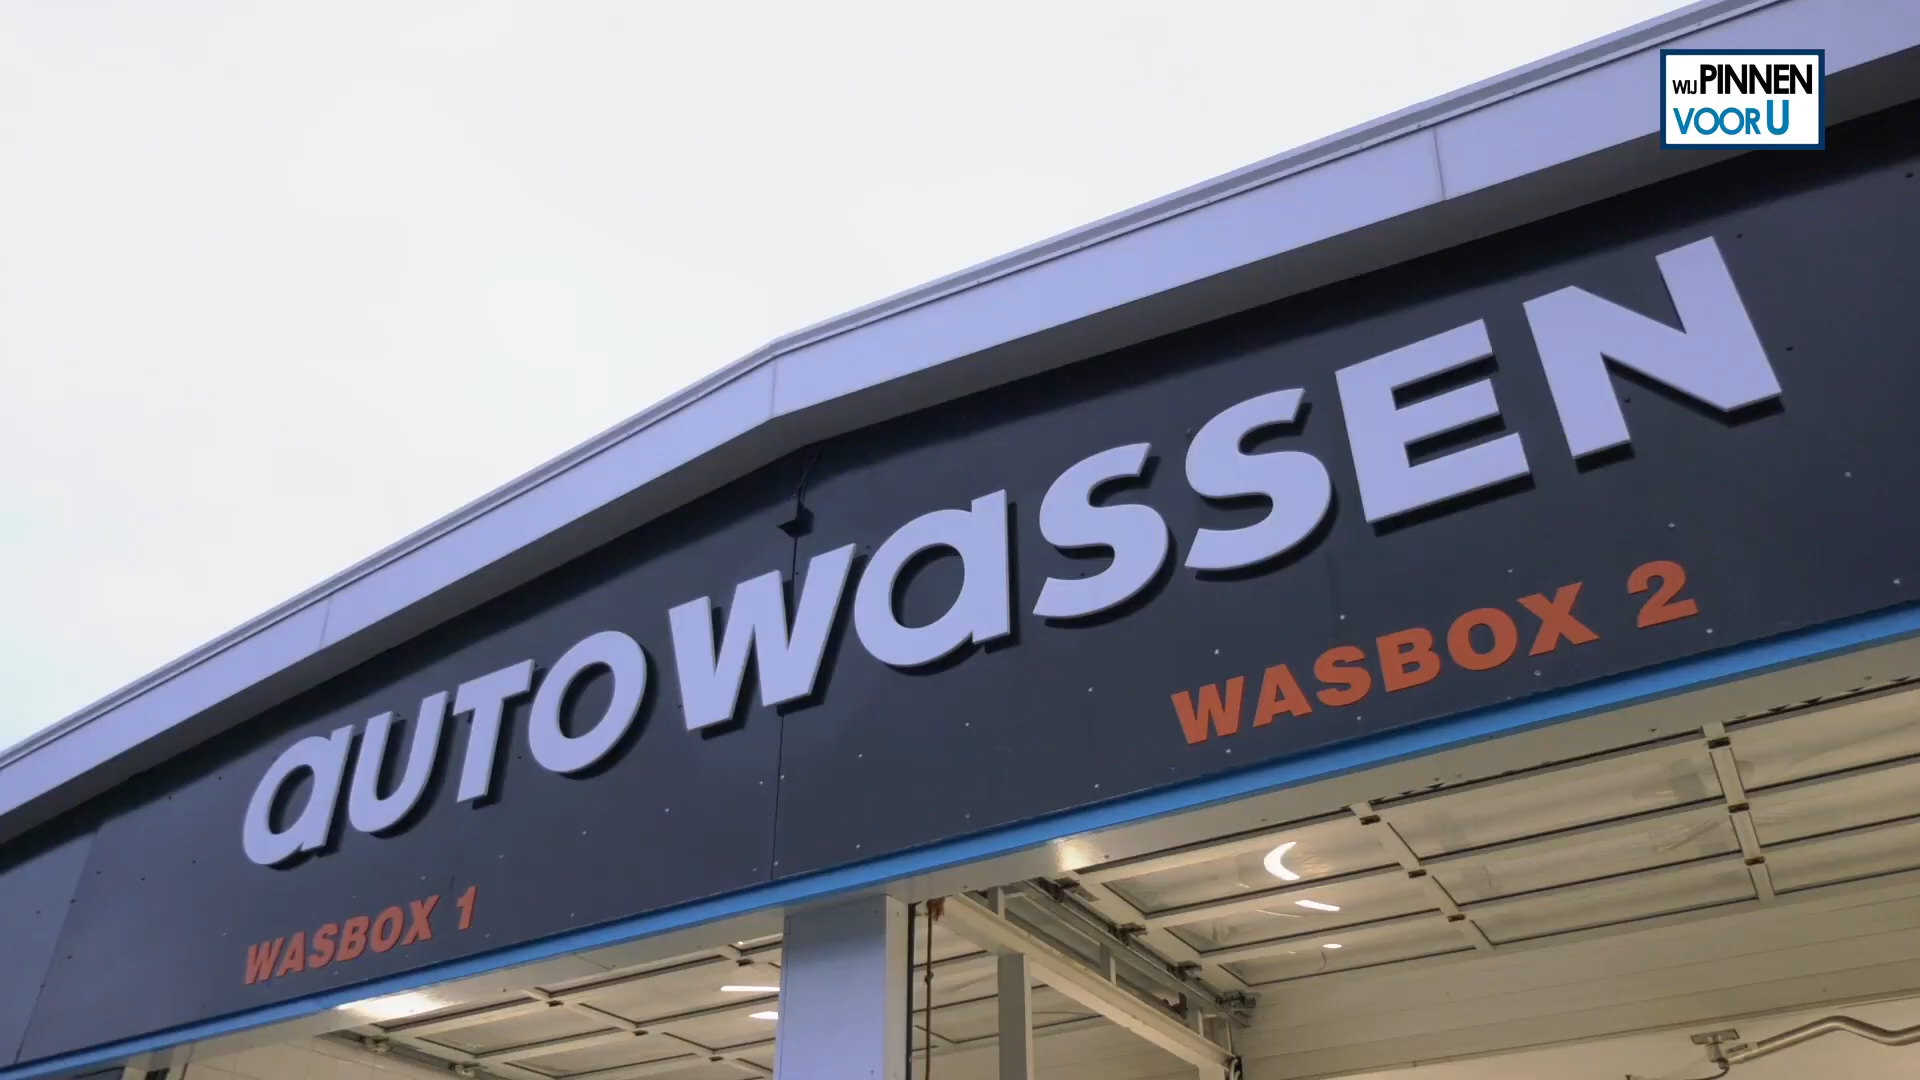 WIJ PINNEN
VOOR U
aUTOWaSSEN
WASBOX 1
WASBOX 2